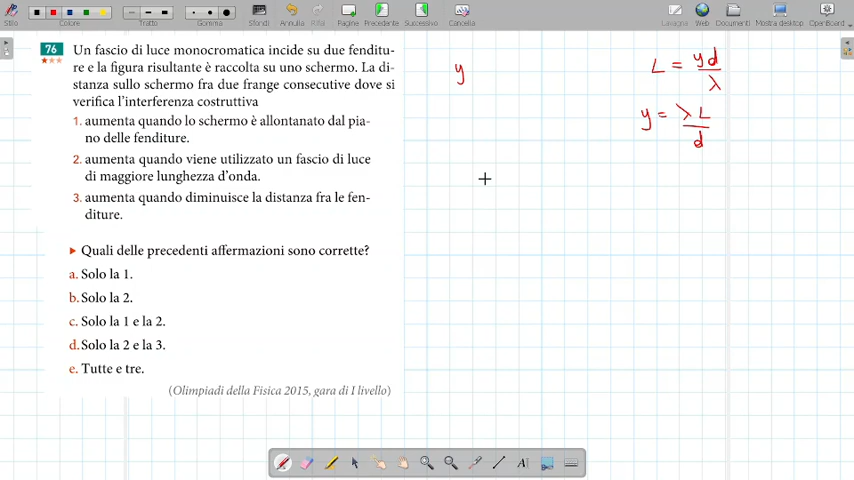 Stilo Colore Tratto Gomma Sfondi Annulla Rifai Pagine Precedente Successivo Cancella Lavagna Web Documenti Mostra desktop OpenBoard
76 Un fascio di luce monocromatica incide su due fenditu-
re e la figura risultante è raccolta su uno schermo. La di-
stanza sullo schermo fra due frange consecutive dove si
verifica l'interferenza costruttiva
1. aumenta quando lo schermo è allontanato dal pia-
no delle fenditure.
2. aumenta quando viene utilizzato un fascio di luce
di maggiore lunghezza d'onda.
3. aumenta quando diminuisce la distanza fra le fen-
diture.
▶ Quali delle precedenti affermazioni sono corrette?
a. Solo la 1.
b. Solo la 2.
c. Solo la 1 e la 2.
d. Solo la 2 e la 3.
e. Tutte e tre.
(Olimpiadi della Fisica 2015, gara di I livello)
y
L = yd/λ
y = λL/d